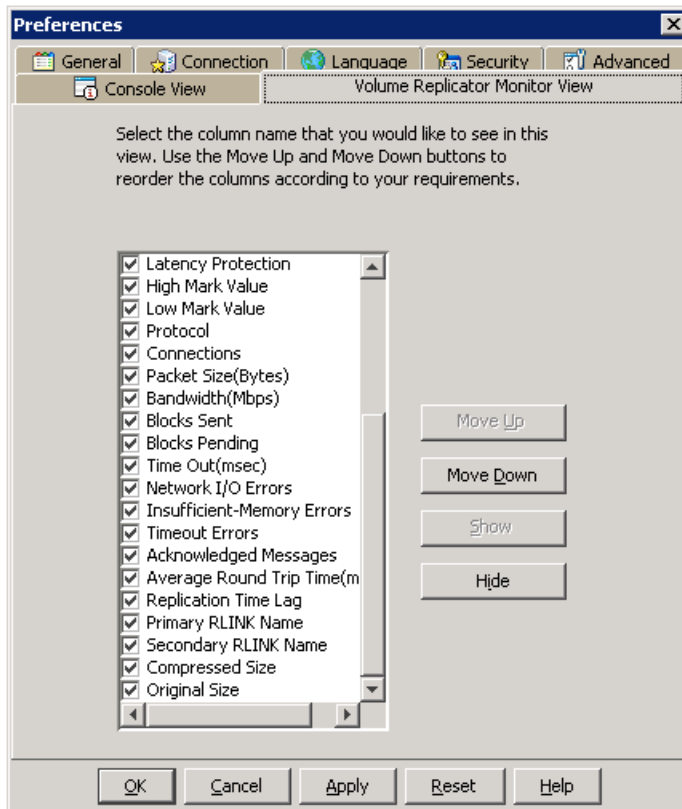 Preferences
General
Connection
Language
Security
Advanced
Console View
Volume Replicator Monitor View
Select the column name that you would like to see in this
view. Use the Move Up and Move Down buttons to
reorder the columns according to your requirements.
Latency Protection
High Mark Value
Low Mark Value
Protocol
Connections
Packet Size(Bytes)
Bandwidth(Mbps)
Blocks Sent
Blocks Pending
Time Out(msec)
Network I/O Errors
Insufficient-Memory Errors
Timeout Errors
Acknowledged Messages
Average Round Trip Time(m
Replication Time Lag
Primary RLINK Name
Secondary RLINK Name
Compressed Size
Original Size
Move Up
Move Down
Show
Hide
OK
Cancel
Apply
Reset
Help